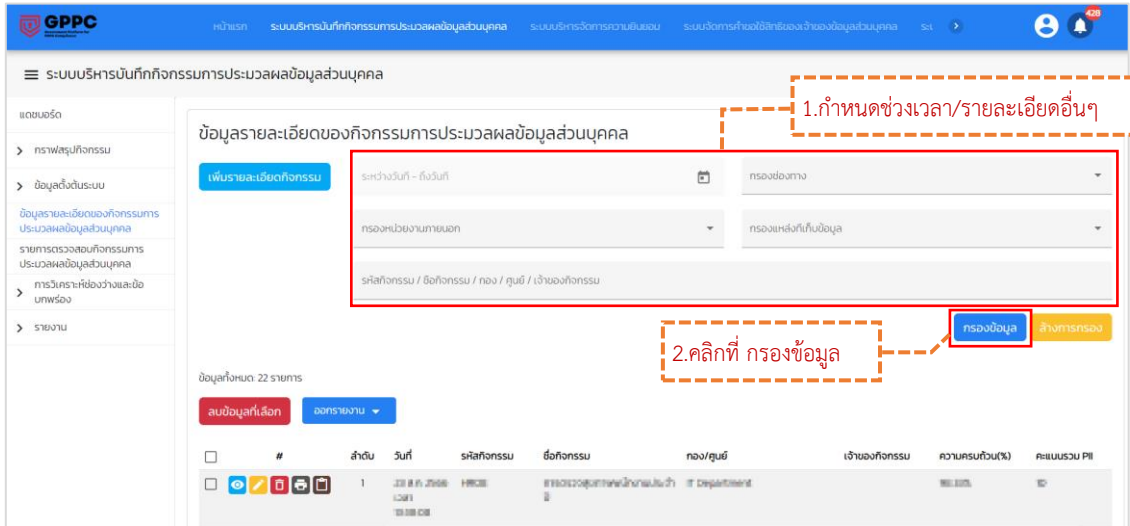 GPPC
หน้าแรก ระบบบริหารบันทึกกิจกรรมการประมวลผลข้อมูลส่วนบุคคล ระบบบริหารจัดการความยินยอม ระบบจัดการคำขอใช้สิทธิของเจ้าของข้อมูลส่วนบุคคล 428
ระบบบริหารบันทึกกิจกรรมการประมวลผลข้อมูลส่วนบุคคล
1.กำหนดช่วงเวลา/รายละเอียดอื่นๆ
แดชบอร์ด
กราฟสรุปกิจกรรม
ข้อมูลตั้งต้นระบบ
ข้อมูลรายละเอียดของกิจกรรมการ
ประมวลผลข้อมูลส่วนบุคคล
รายการตรวจสอบกิจกรรมการ
ประมวลผลข้อมูลส่วนบุคคล
การวิเคราะห์ช่องว่างและข้อ
บกพร่อง
รายงาน
ข้อมูลรายละเอียดของกิจกรรมการประมวลผลข้อมูลส่วนบุคคล
เพิ่มรายละเอียดกิจกรรม
ระหว่างวันที่ - ถึงวันที่ กรองช่องทาง
กรองหน่วยงานภายนอก กรองแหล่งที่เก็บข้อมูล
รหัสกิจกรรม / ชื่อกิจกรรม / กอง / ศูนย์ / เจ้าของกิจกรรม
กรองข้อมูล ล้างการกรอง
2.คลิกที่ กรองข้อมูล
ข้อมูลทั้งหมด 22 รายการ
ลบข้อมูลที่เลือก ออกรายงาน
# ลำดับ วันที่ รหัสกิจกรรม ชื่อกิจกรรม กอง/ศูนย์ เจ้าของกิจกรรม ความครบถ้วน(%) คะแนนรวม PII
1 IT Department